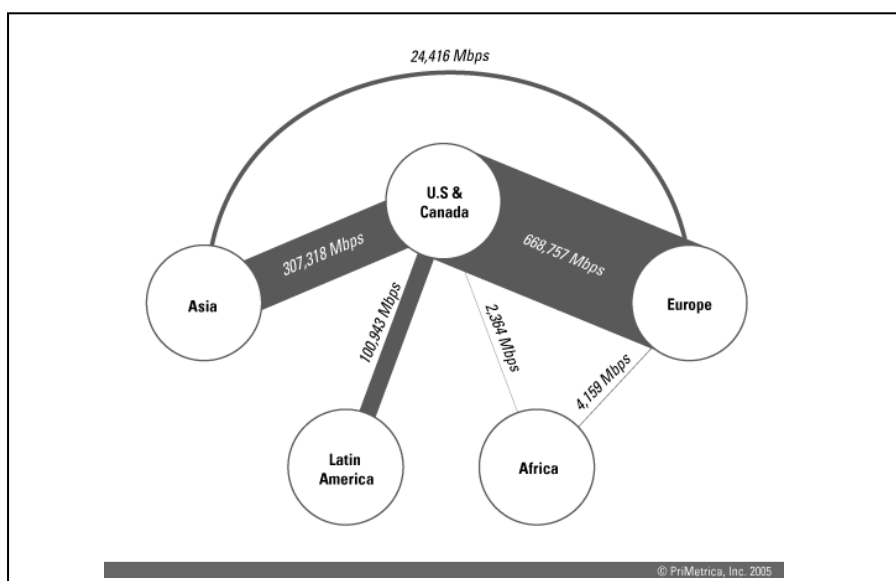 24,416 Mbps
U.S &
Canada
307,318 Mbps
668,757 Mbps
Asia
Europe
100,943 Mbps
2,364 Mbps
4,159 Mbps
Latin
America
Africa
© PriMetrica, Inc. 2005